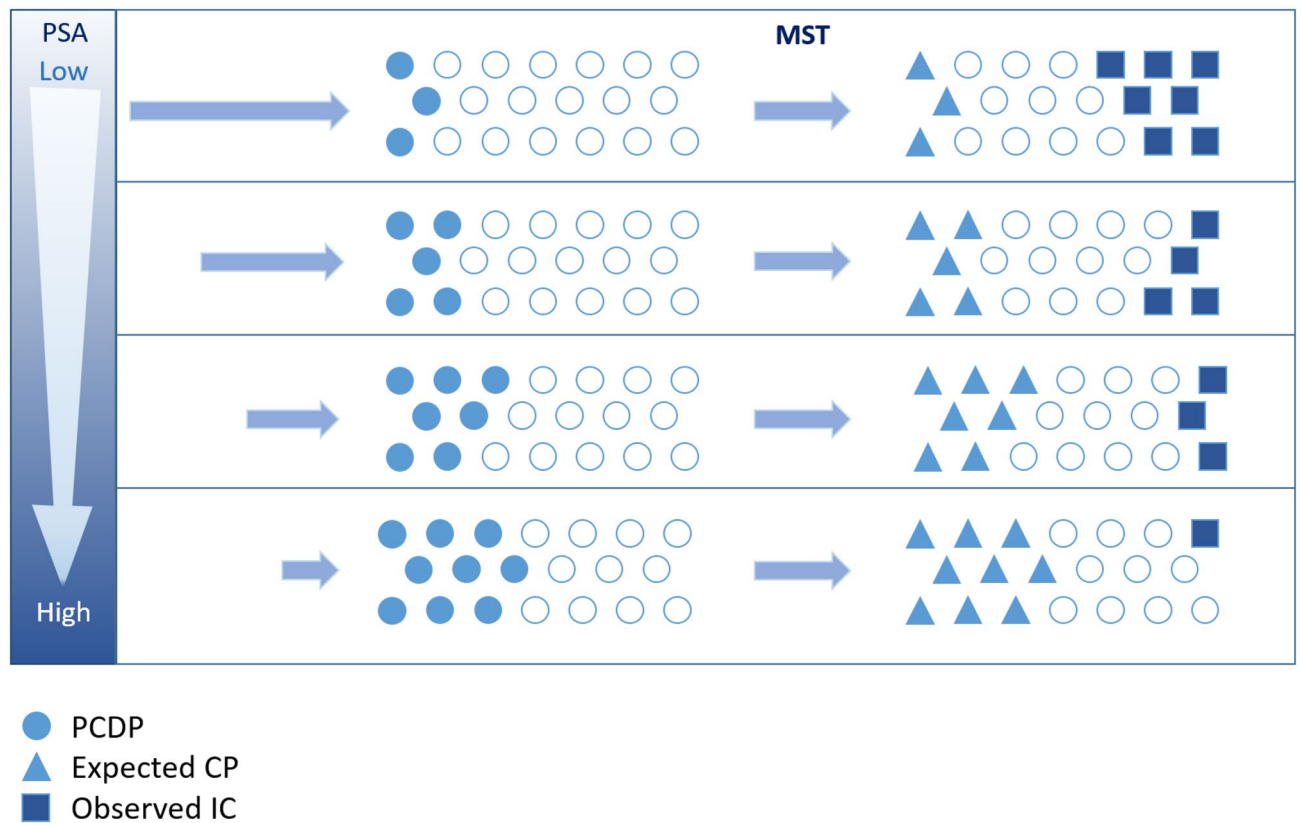 PSA
Low
MST
High
PCDP
Expected CP
Observed IC